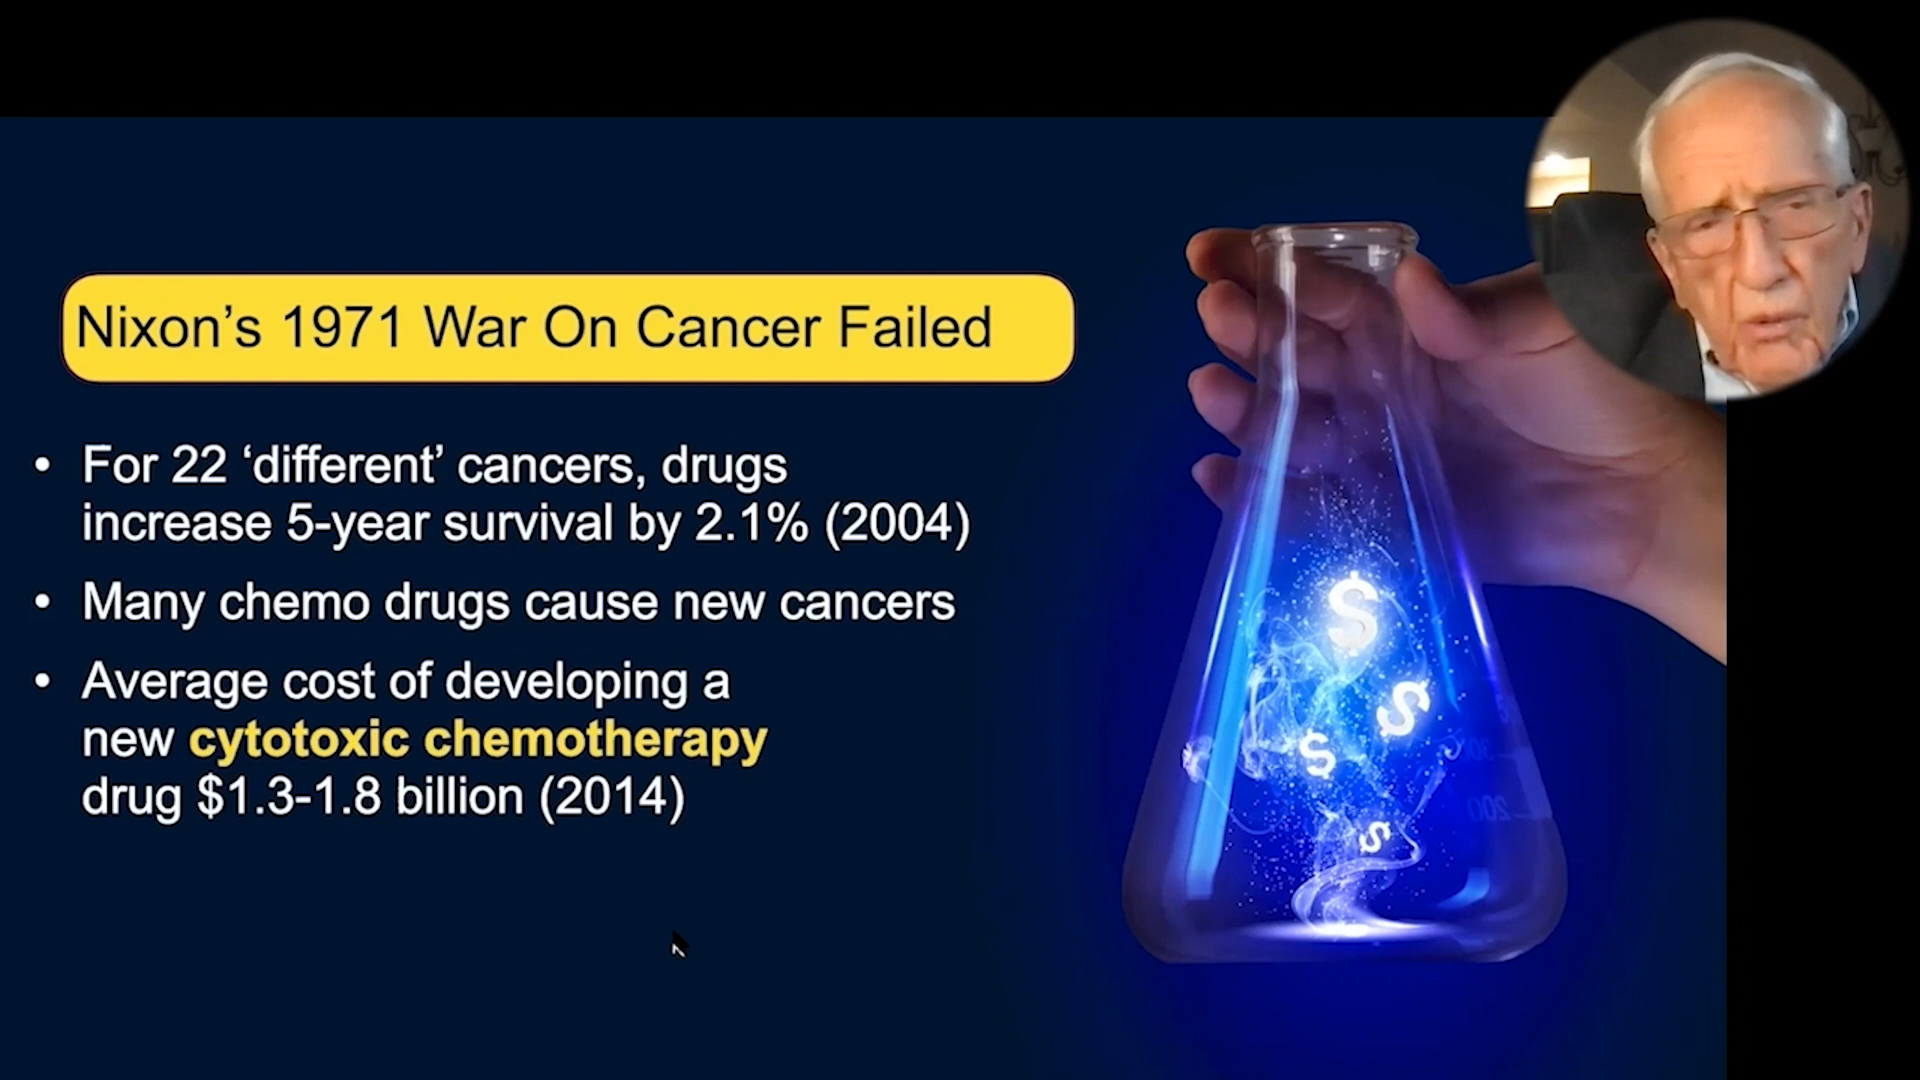 Nixon’s 1971 War On Cancer Failed
• For 22 ‘different’ cancers, drugs
increase 5-year survival by 2.1% (2004)
• Many chemo drugs cause new cancers
• Average cost of developing a
new cytotoxic chemotherapy
drug $1.3-1.8 billion (2014)
$
$
$
$
200